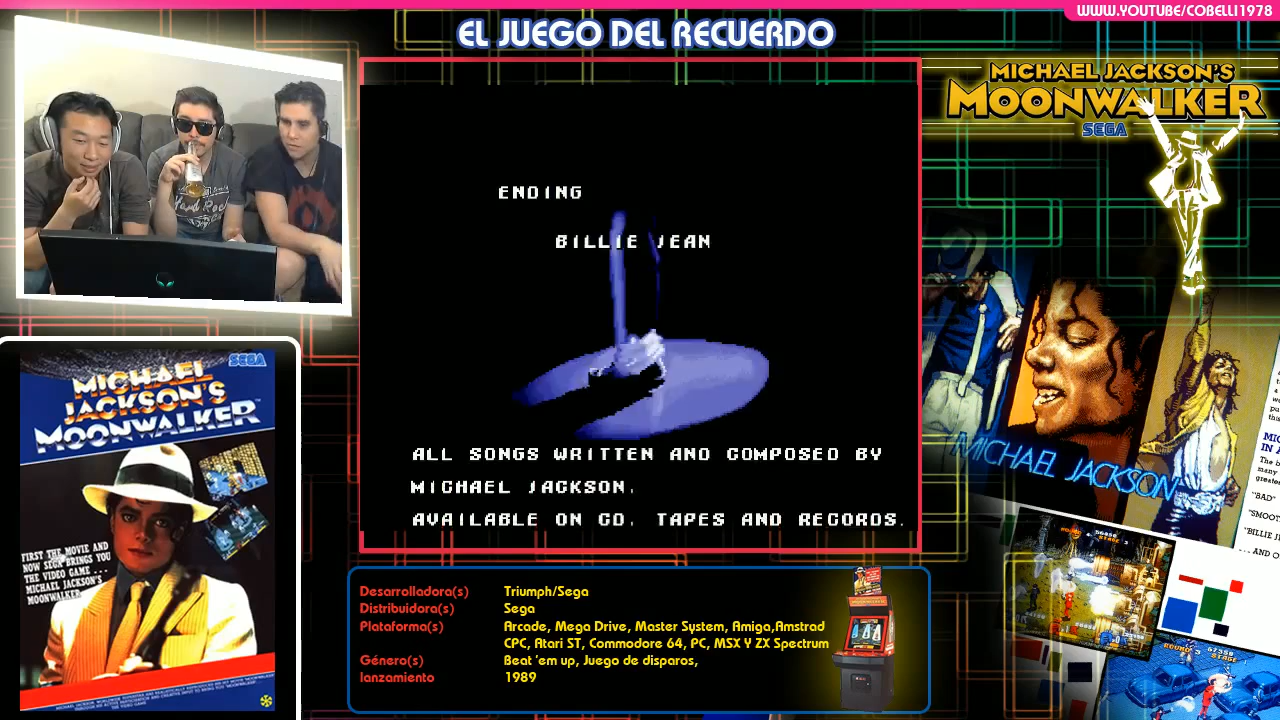 WWW.YOUTUBE/COBELLI1978
EL JUEGO DEL RECUERDO
MICHAEL JACKSON'S
MOONWALKER
SEGA
ENDING
BILLIE JEAN
ALL SONGS WRITTEN AND COMPOSED BY
MICHAEL JACKSON.
AVAILABLE ON CD, TAPES AND RECORDS.
SEGA
MICHAEL
JACKSON'S
MOONWALKER™
FIRST THE MOVIE AND
NOW SEGA BRINGS YOU
THE VIDEO GAME . . .
MICHAEL JACKSON'S
MOONWALKER.
MICHAEL JACKSON
"BAD"
"SMOOT
"BILLIE J
... AND O
Desarrolladora(s) Triumph/Sega
Distribuidora(s) Sega
Plataforma(s) Arcade, Mega Drive, Master System, Amiga,Amstrad
CPC, Atari ST, Commodore 64, PC, MSX Y ZX Spectrum
Género(s) Beat 'em up, Juego de disparos,
lanzamiento 1989